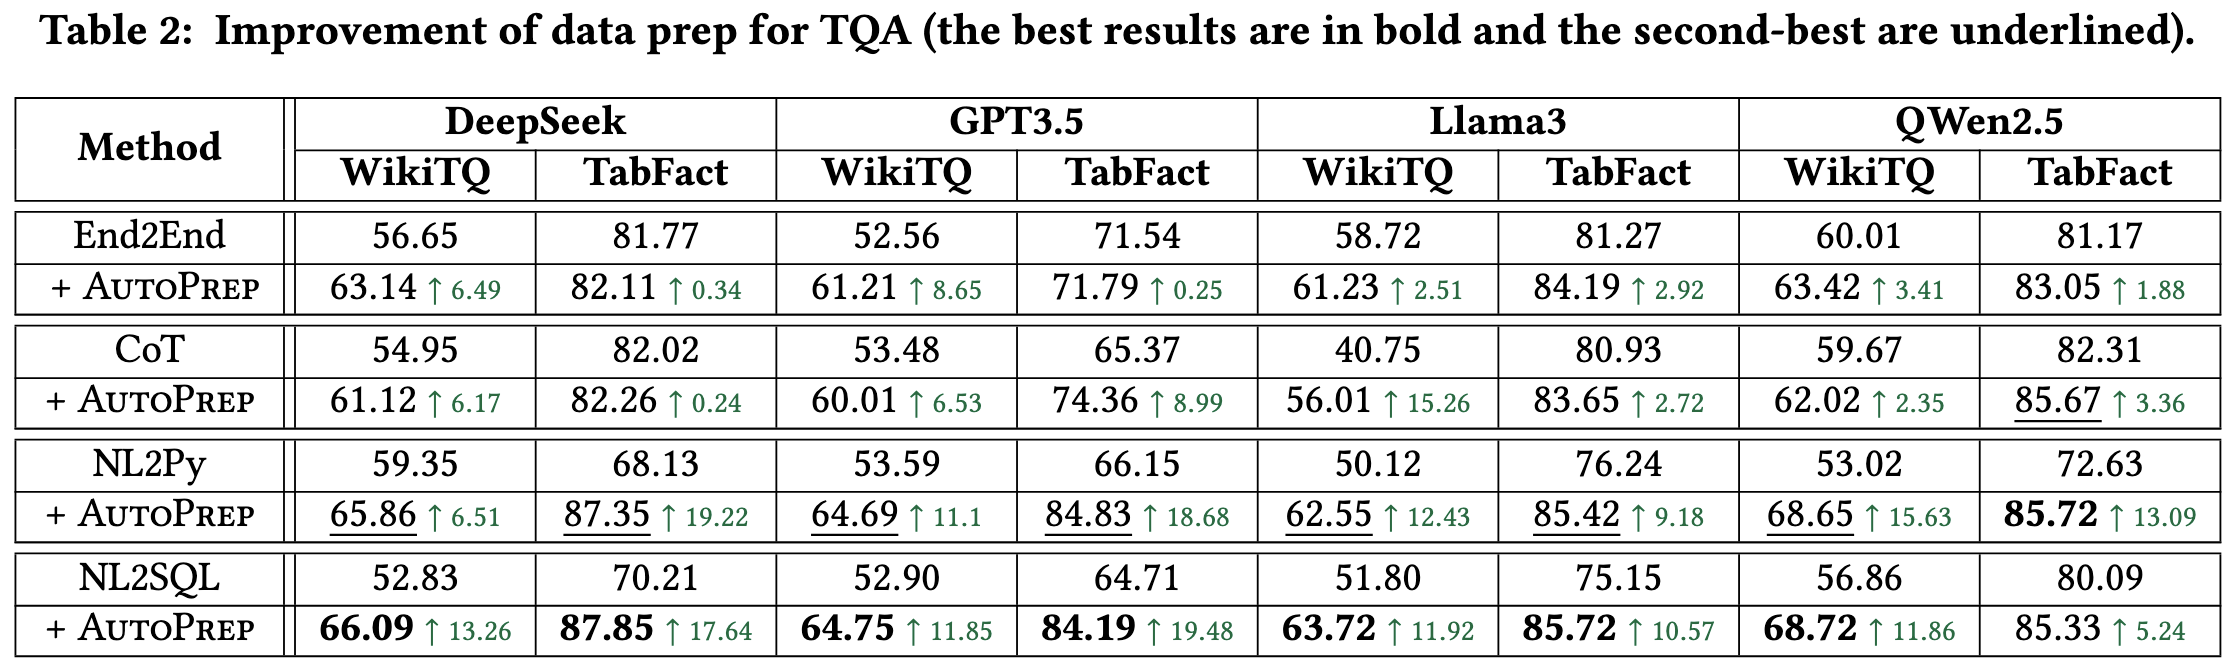 Table 2: Improvement of data prep for TQA (the best results are in bold and the second-best are underlined).
Method DeepSeek GPT3.5 Llama3 QWen2.5
WikiTQ TabFact WikiTQ TabFact WikiTQ TabFact WikiTQ TabFact
End2End 56.65 81.77 52.56 71.54 58.72 81.27 60.01 81.17
+ AUTOPREP 63.14 ↑ 6.49 82.11 ↑ 0.34 61.21 ↑ 8.65 71.79 ↑ 0.25 61.23 ↑ 2.51 84.19 ↑ 2.92 63.42 ↑ 3.41 83.05 ↑ 1.88
CoT 54.95 82.02 53.48 65.37 40.75 80.93 59.67 82.31
+ AUTOPREP 61.12 ↑ 6.17 82.26 ↑ 0.24 60.01 ↑ 6.53 74.36 ↑ 8.99 56.01 ↑ 15.26 83.65 ↑ 2.72 62.02 ↑ 2.35 85.67 ↑ 3.36
NL2Py 59.35 68.13 53.59 66.15 50.12 76.24 53.02 72.63
+ AUTOPREP 65.86 ↑ 6.51 87.35 ↑ 19.22 64.69 ↑ 11.1 84.83 ↑ 18.68 62.55 ↑ 12.43 85.42 ↑ 9.18 68.65 ↑ 15.63 85.72 ↑ 13.09
NL2SQL 52.83 70.21 52.90 64.71 51.80 75.15 56.86 80.09
+ AUTOPREP 66.09 ↑ 13.26 87.85 ↑ 17.64 64.75 ↑ 11.85 84.19 ↑ 19.48 63.72 ↑ 11.92 85.72 ↑ 10.57 68.72 ↑ 11.86 85.33 ↑ 5.24